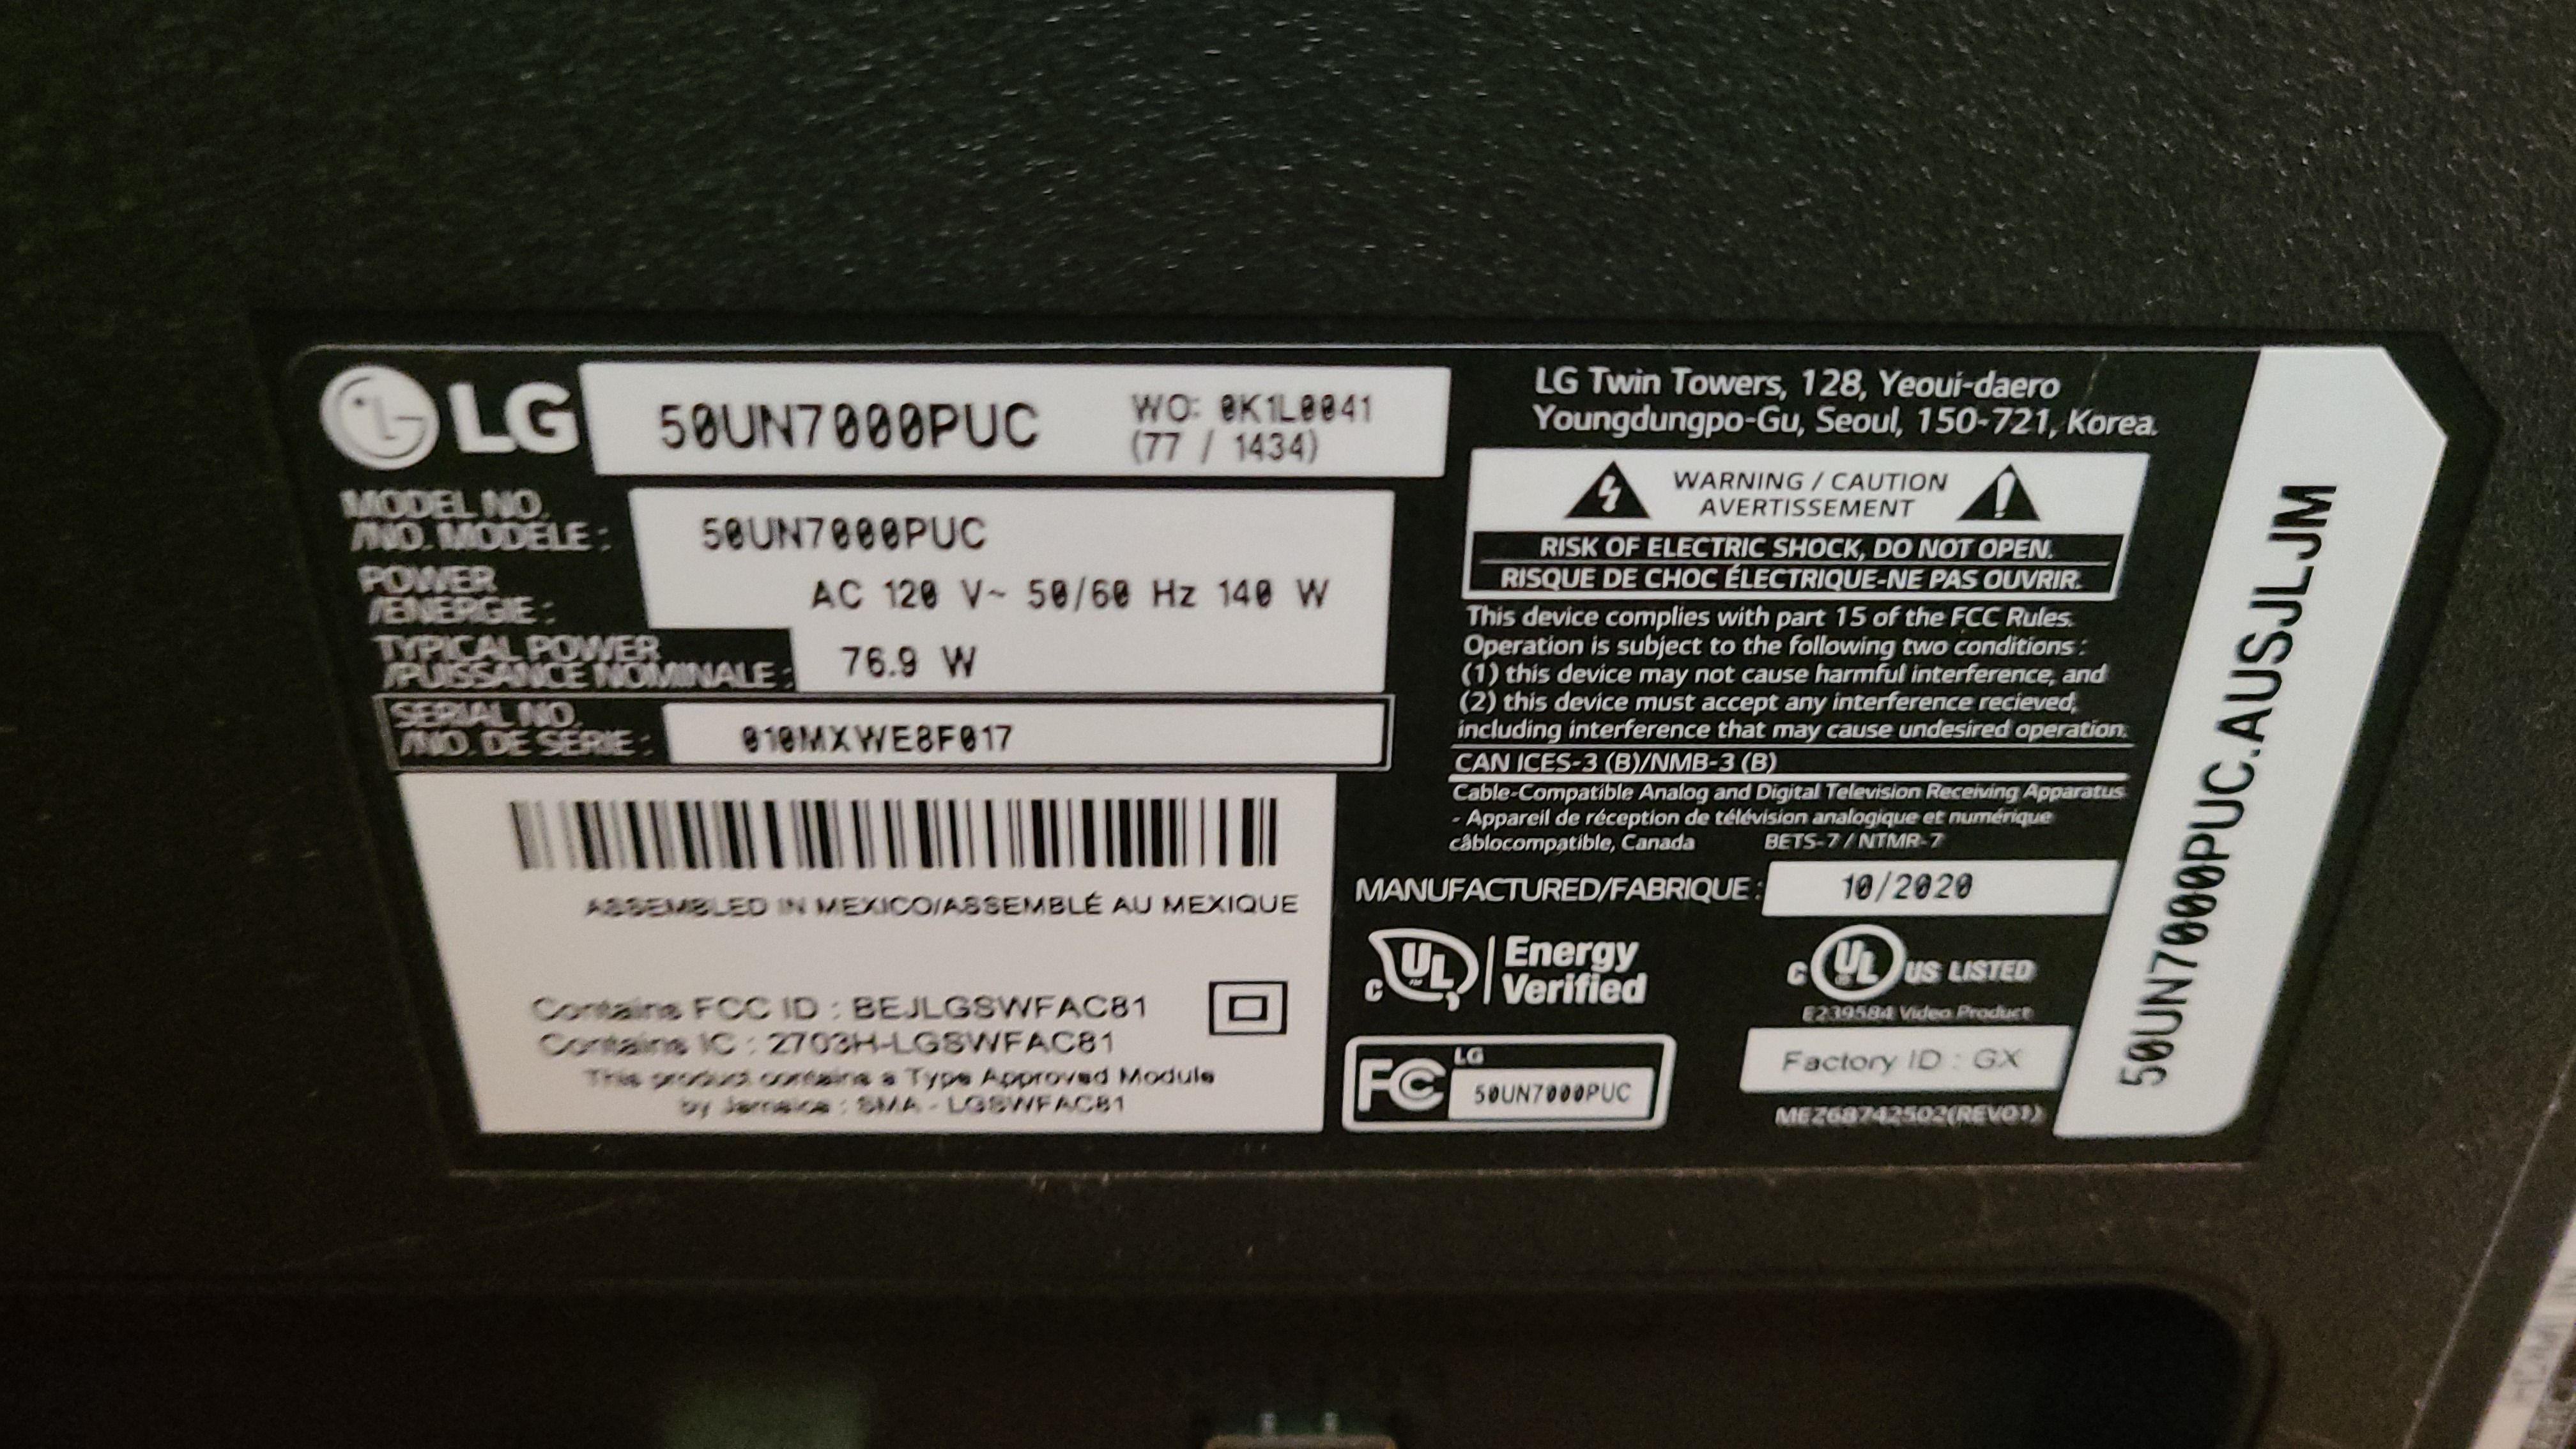 LG
50UN7000PUC
WO: 0K1L0041
(77 / 1434)
MODEL NO.
/NO. MODÈLE :
50UN7000PUC
POWER
/ÉNERGIE :
AC 120 V~ 50/60 Hz 140 W
TYPICAL POWER
/PUISSANCE NOMINALE :
76.9 W
SERIAL NO.
/NO. DE SÉRIE :
010MXWE8F017
ASSEMBLED IN MEXICO/ASSEMBLÉ AU MEXIQUE
Contains FCC ID : BEJLGSWFAC81
Contains IC : 2703H-LGSWFAC81
This product contains a Type Approved Module
by Jamaica : SMA - LGSWFAC81
LG Twin Towers, 128, Yeoui-daero
Youngdungpo-Gu, Seoul, 150-721, Korea.
WARNING / CAUTION
AVERTISSEMENT
RISK OF ELECTRIC SHOCK, DO NOT OPEN.
RISQUE DE CHOC ÉLECTRIQUE-NE PAS OUVRIR.
This device complies with part 15 of the FCC Rules.
Operation is subject to the following two conditions :
(1) this device may not cause harmful interference, and
(2) this device must accept any interference recieved,
including interference that may cause undesired operation.
CAN ICES-3 (B)/NMB-3 (B)
Cable-Compatible Analog and Digital Television Receiving Apparatus
- Appareil de réception de télévision analogique et numérique
câblocompatible, Canada BETS-7 / NTMR-7
MANUFACTURED/FABRIQUE : 10/2020
C UL Energy
Verified
C UL US LISTED
E239584 Video Product
FC LG
50UN7000PUC
Factory ID : GX
MEZ68742502(REV01)
50UN7000PUC.AUSJLJM